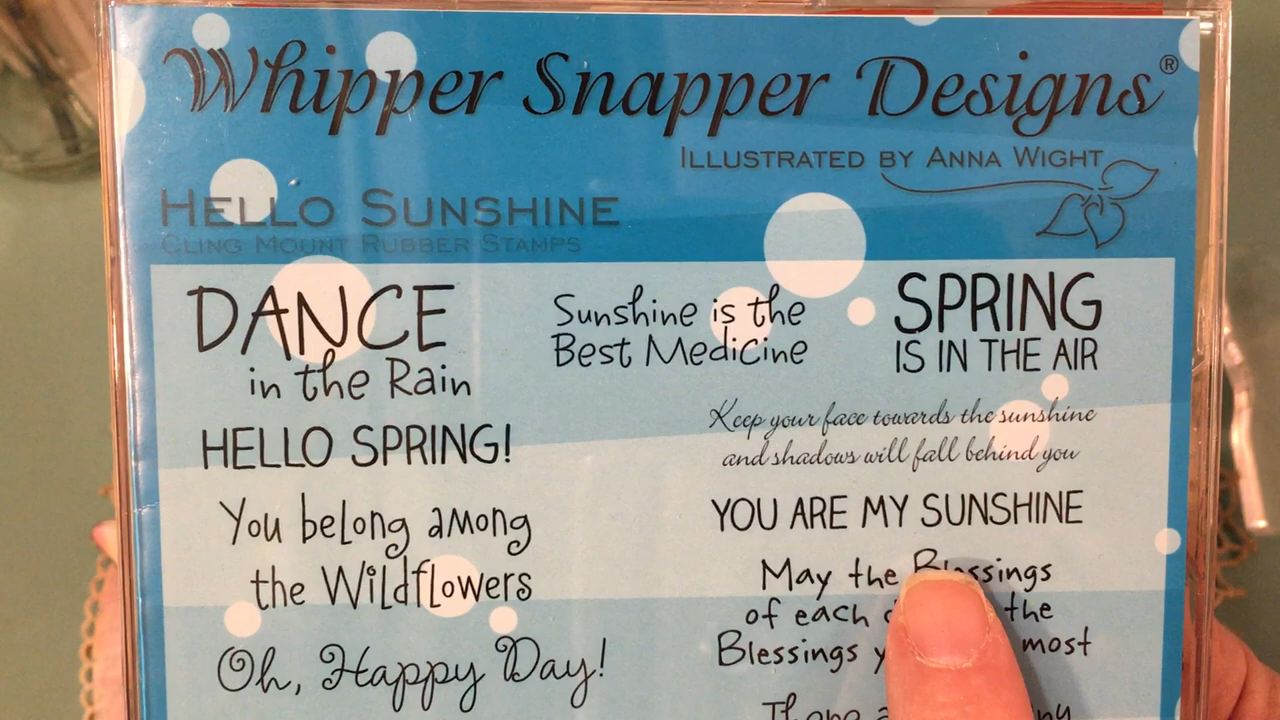 Whipper Snapper Designs®
ILLUSTRATED BY ANNA WIGHT
HELLO SUNSHINE
CLING MOUNT RUBBER STAMPS
DANCE
in the Rain
Sunshine is the
Best Medicine
SPRING
IS IN THE AIR
HELLO SPRING!
Keep your face towards the sunshine
and shadows will fall behind you
You belong among
the Wildflowers
YOU ARE MY SUNSHINE
May the Blessings
of each the
Blessings most
Oh, Happy Day!